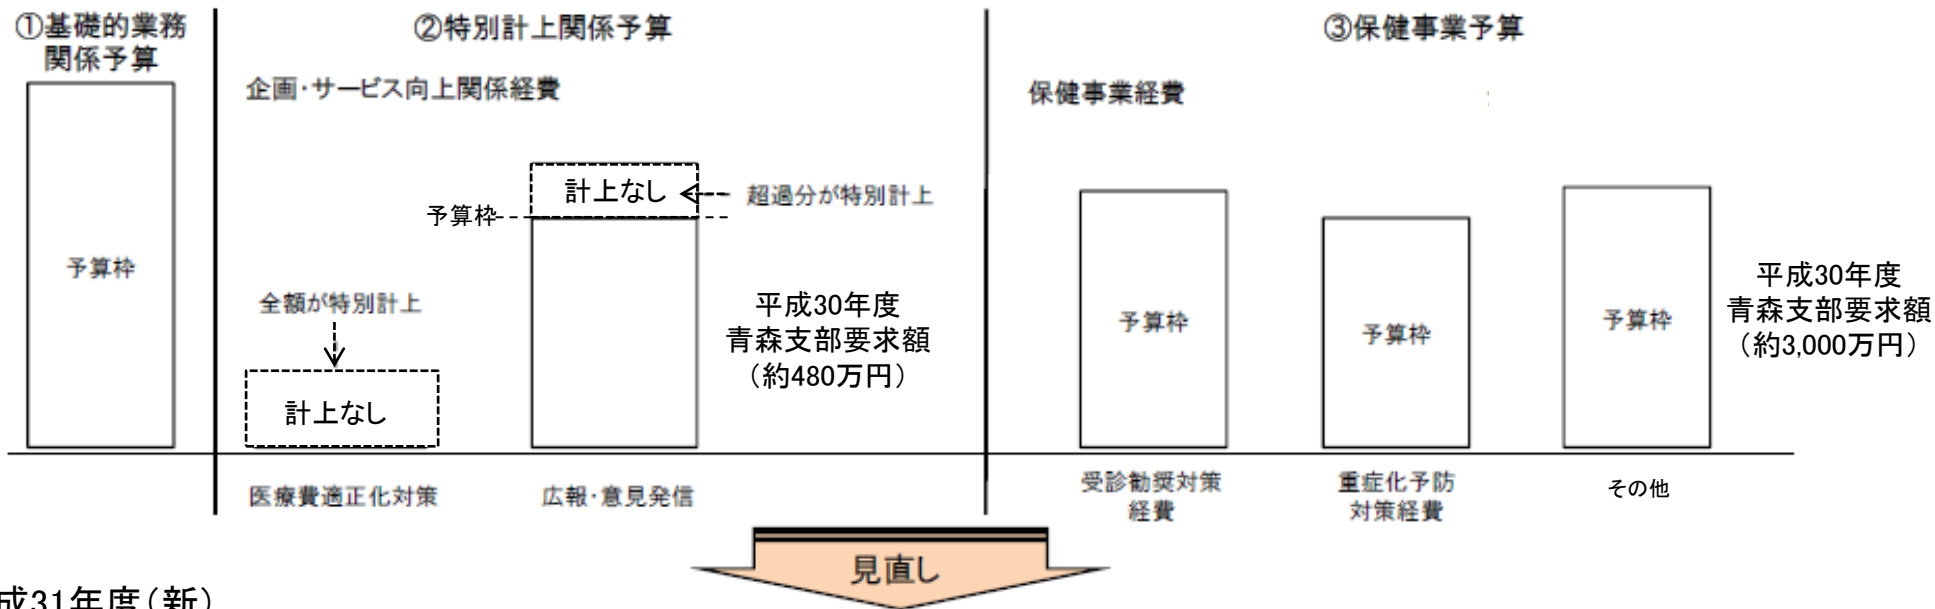 ①基礎的業務
関係予算
予算枠
②特別計上関係予算
企画・サービス向上関係経費
計上なし
超過分が特別計上
予算枠
全額が特別計上
計上なし
平成30年度
青森支部要求額
（約480万円）
医療費適正化対策
広報・意見発信
③保健事業予算
保健事業経費
予算枠
予算枠
予算枠
平成30年度
青森支部要求額
（約3,000万円）
受診勧奨対策
経費
重症化予防
対策経費
その他
見直し
成31年度（新）